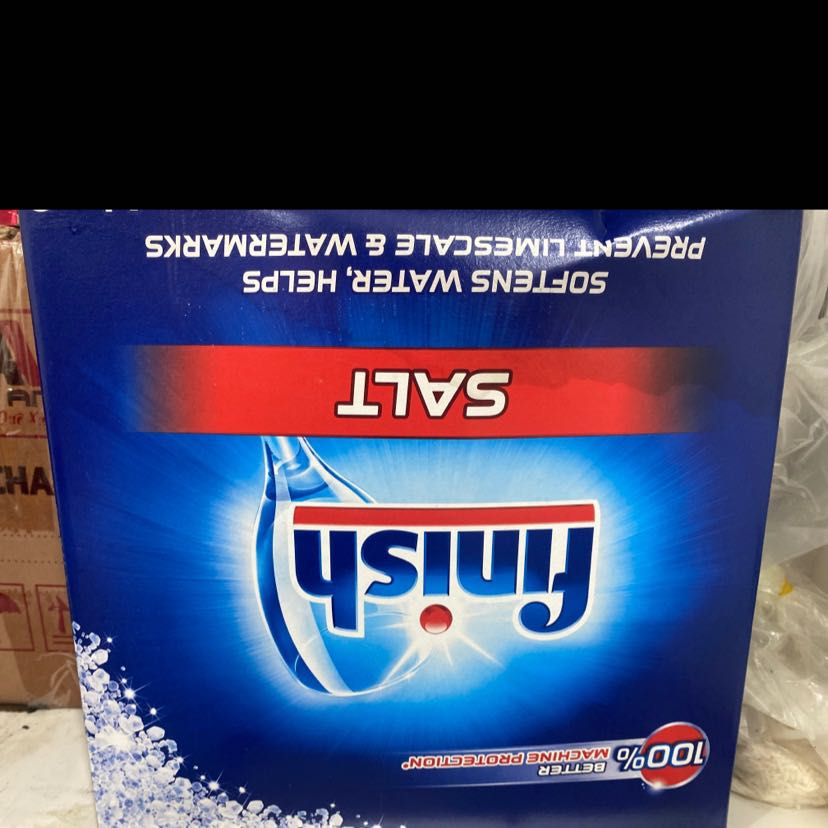 100% BETTER
MACHINE PROTECTION*
finish
SALT
SOFTENS WATER, HELPS
PREVENT LIMESCALE & WATERMARKS